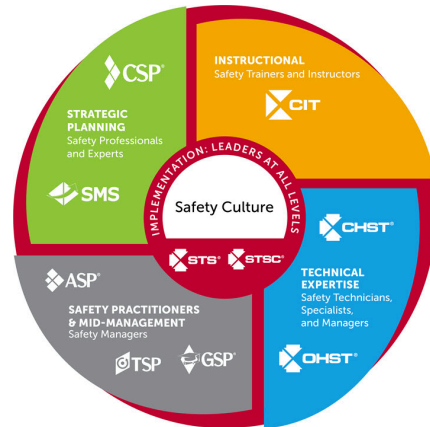 CSP®
STRATEGIC
PLANNING
Safety Professionals
and Experts
SMS
INSTRUCTIONAL
Safety Trainers and Instructors
CIT
IMPLEMENTATION: LEADERS AT ALL LEVELS
Safety Culture
STS® STSC®
CHST®
TECHNICAL
EXPERTISE
Safety Technicians,
Specialists,
and Managers
OHST®
ASP®
SAFETY PRACTITIONERS
& MID-MANAGEMENT
Safety Managers
TSP GSP®